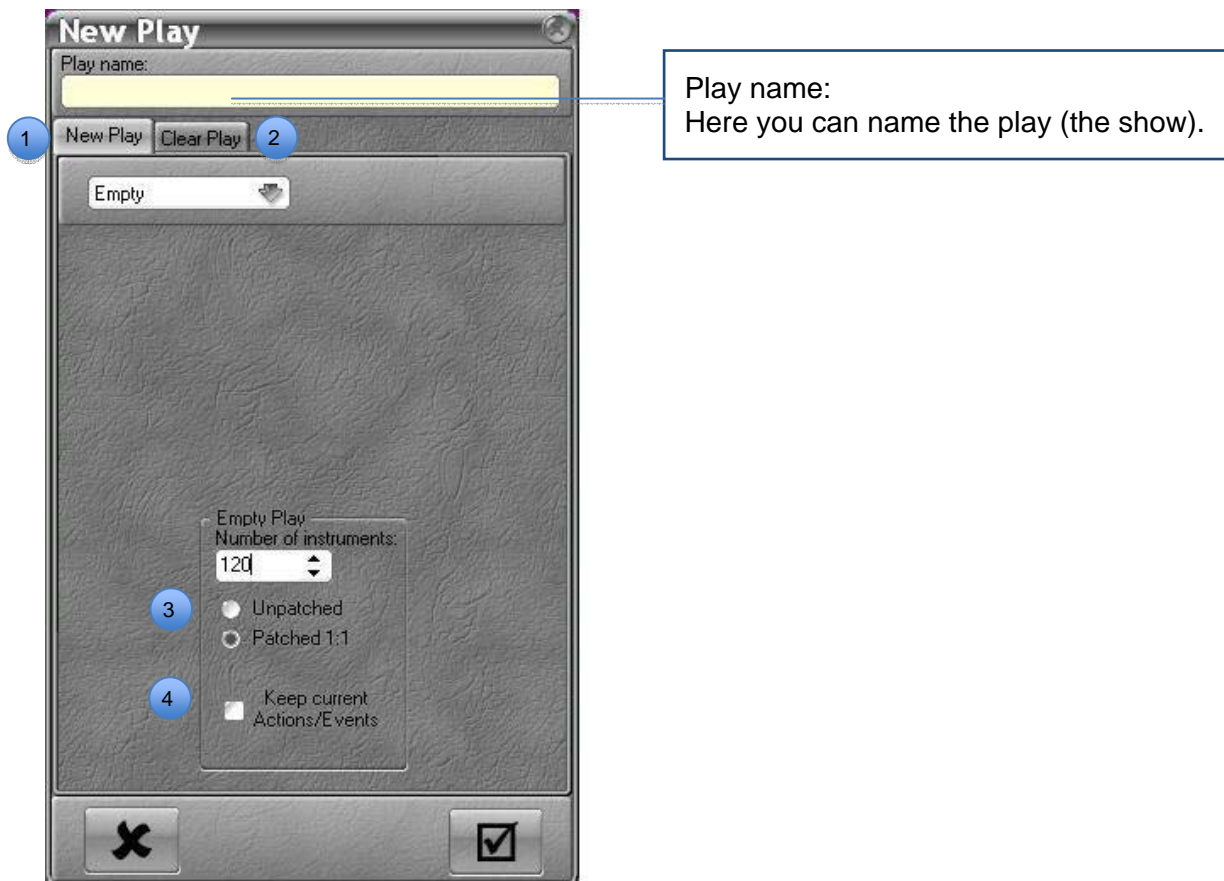 New Play
Play name:
Play name:
Here you can name the play (the show).
1
New Play
Clear Play
2
Empty
Empty Play
Number of instruments:
120
3
Unpatched
Patched 1:1
4
Keep current
Actions/Events